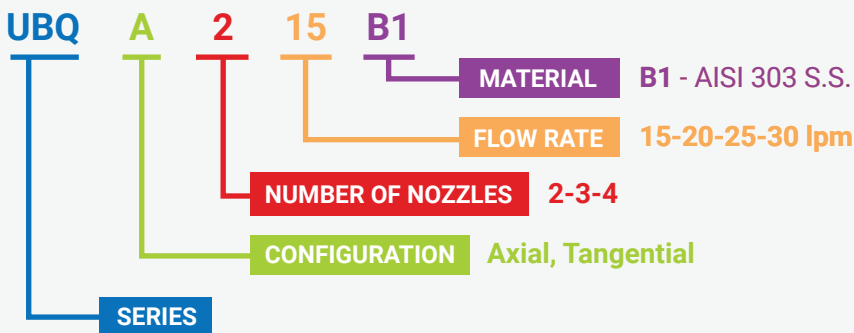 UBQ A 2 15 B1
MATERIAL B1 - AISI 303 S.S.
FLOW RATE 15-20-25-30 lpm
NUMBER OF NOZZLES 2-3-4
CONFIGURATION Axial, Tangential
SERIES